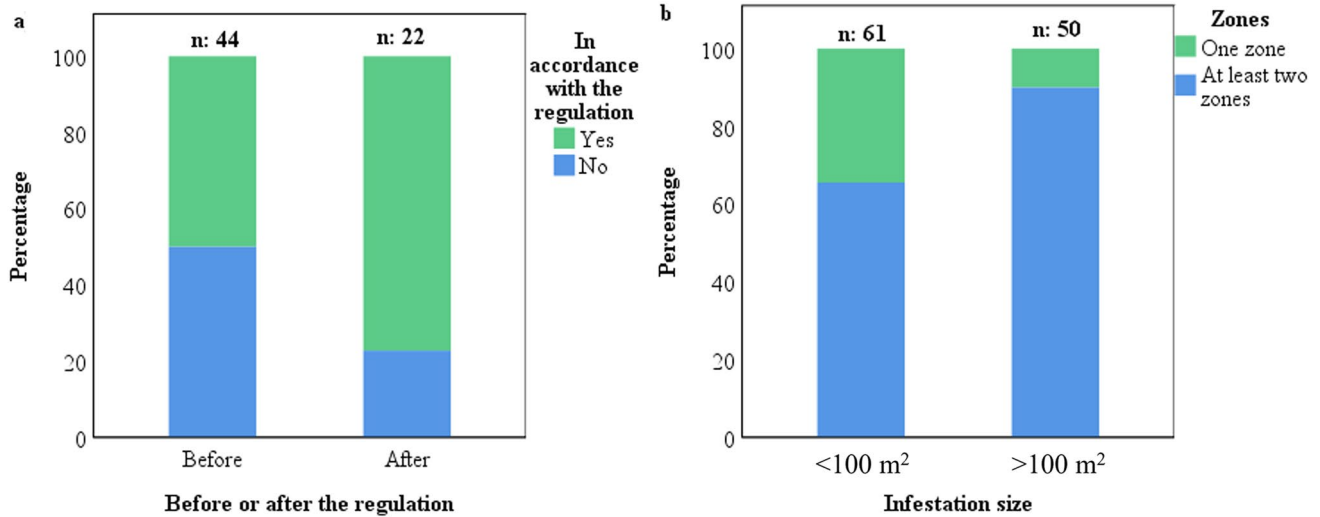 a
n: 44
n: 22
In
accordance
with the
regulation
Yes
No
100
80
60
40
20
0
Percentage
Before
After
Before or after the regulation
b
n: 61
n: 50
Zones
One zone
At least two
zones
100
80
60
40
20
0
Percentage
<100 m²
>100 m²
Infestation size